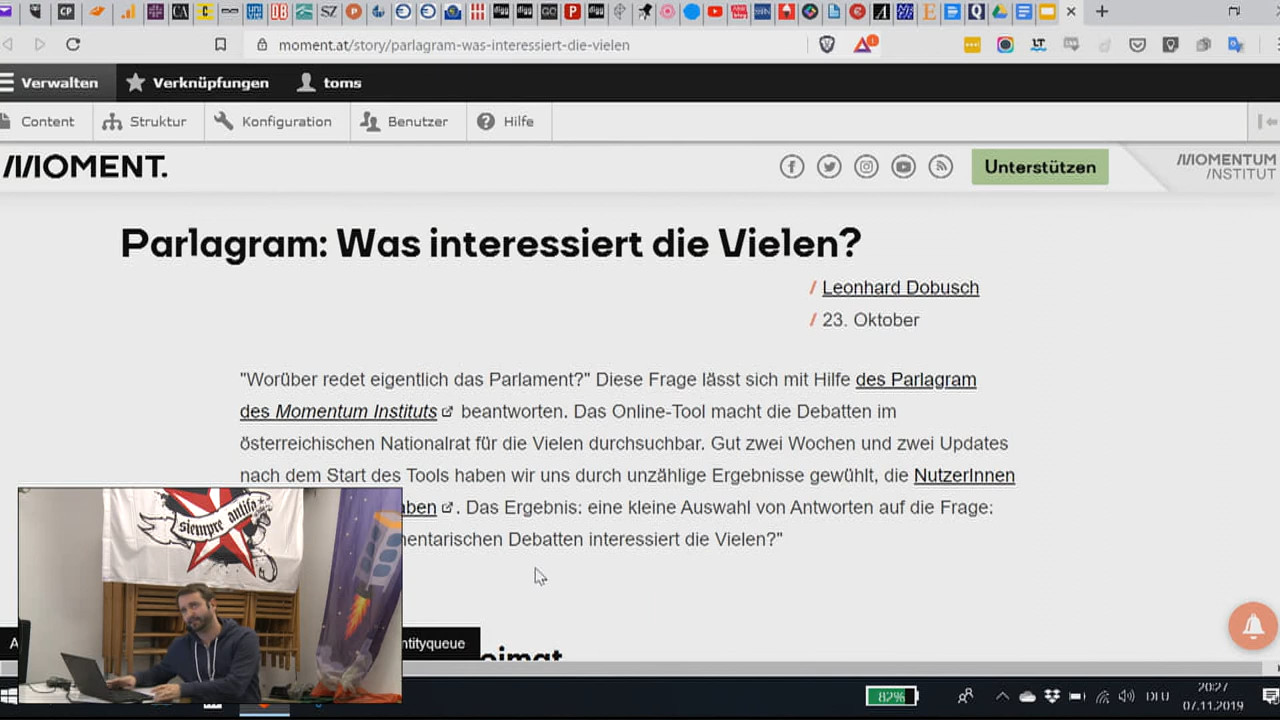 moment.at/story/parlagram-was-interessiert-die-vielen
Verwalten Verknüpfungen toms
Content Struktur Konfiguration Benutzer Hilfe
MOMENT. Unterstützen MOMENTUM
INSTITUT
Parlagram: Was interessiert die Vielen?
/ Leonhard Dobusch
/ 23. Oktober
"Worüber redet eigentlich das Parlament?" Diese Frage lässt sich mit Hilfe des Parlagram
des Momentum Instituts beantworten. Das Online-Tool macht die Debatten im
österreichischen Nationalrat für die Vielen durchsuchbar. Gut zwei Wochen und zwei Updates
nach dem Start des Tools haben wir uns durch unzählige Ergebnisse gewühlt, die NutzerInnen
. Das Ergebnis: eine kleine Auswahl von Antworten auf die Frage:
Debatten interessiert die Vielen?"
siempre antifa
82% DEU 20:27
07.11.2019